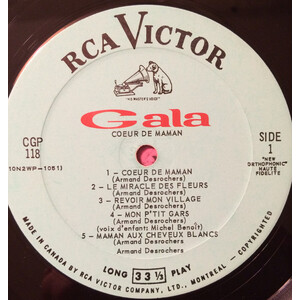 RCA VICTOR
"HIS MASTER'S VOICE"
Gala
COEUR DE MAMAN
CGP
118
(10N2WP-1061)
SIDE
1
"NEW
ORTHOPHONIC"
HAUTE
FIDELITE
1 - COEUR DE MAMAN
(Armand Desrochers)
2 - LE MIRACLE DES FLEURS
(Armand Desrochers)
3 - REVOIR MON VILLAGE
(Armand Desrochers)
4 - MON P'TIT GARS
(Armand Desrochers)
(voix d'enfant: Michel Benoît)
5 - MAMAN AUX CHEVEUX BLANCS
(Armand Desrochers)
Armand Desrochers
LONG 33⅓ PLAY
MADE IN CANADA BY RCA VICTOR COMPANY, LTD., MONTREAL - COPYRIGHTED